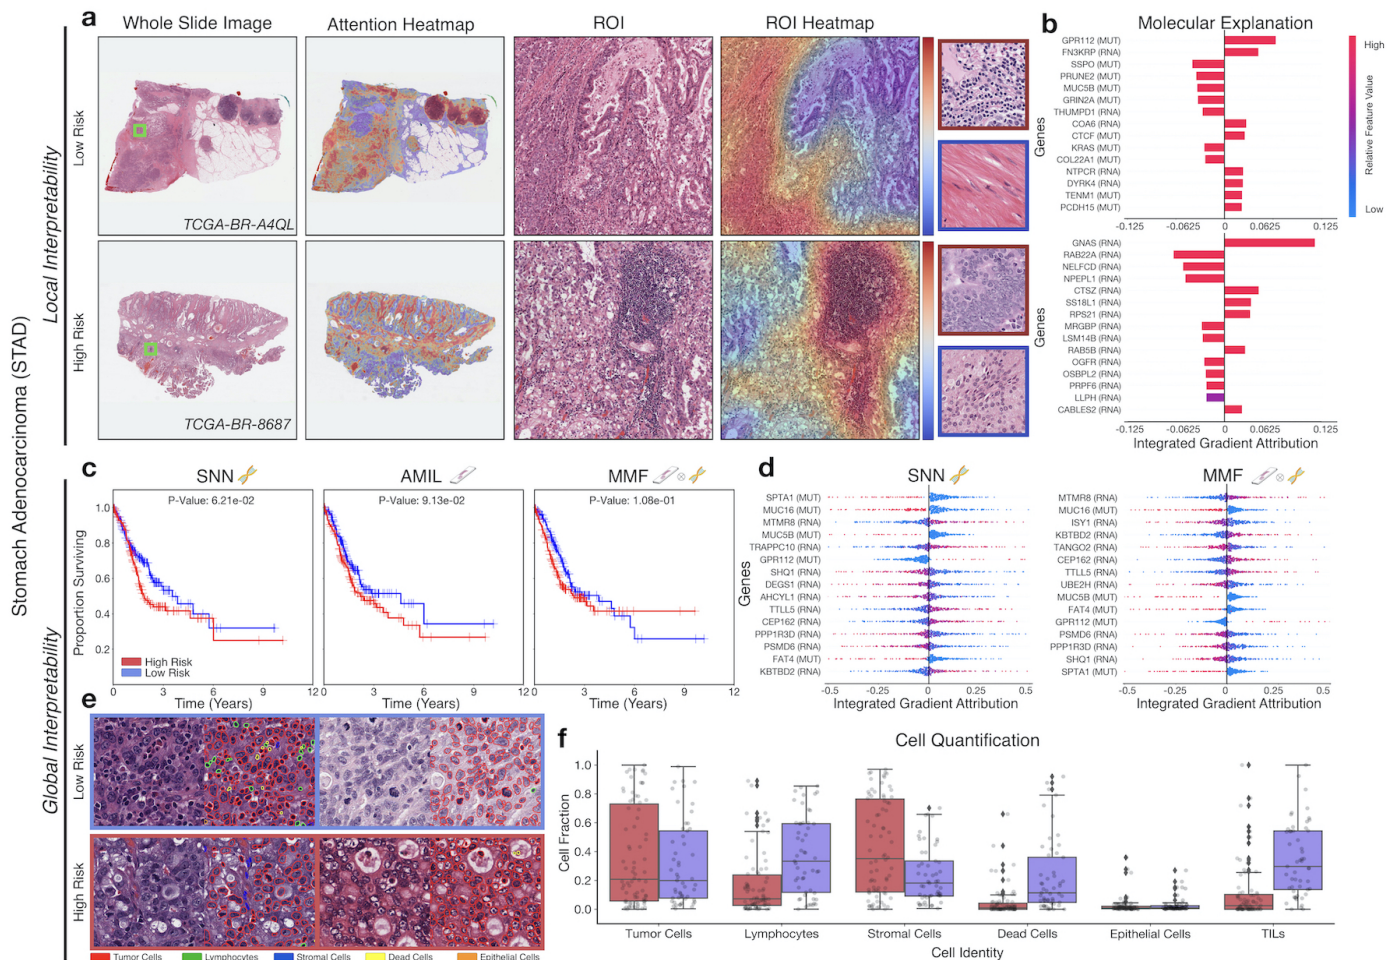 Stomach Adenocarcinoma (STAD)
Local Interpretability
Global Interpretability
a
Whole Slide Image
Attention Heatmap
ROI
ROI Heatmap
Low Risk
TCGA-BR-A4QL
High Risk
TCGA-BR-8687
b
Molecular Explanation
Genes
GPR112 (MUT)
FN3KRP (RNA)
SSPO (MUT)
PRUNE2 (MUT)
MUC5B (MUT)
GRIN2A (MUT)
THUMPD1 (RNA)
COA6 (RNA)
CTCF (MUT)
KRAS (MUT)
COL22A1 (MUT)
NTPCR (RNA)
DYRK4 (RNA)
TENM1 (MUT)
PCDH15 (MUT)
-0.125 -0.0625 0 0.0625 0.125
Genes
GNAS (RNA)
RAB22A (RNA)
NELFCD (RNA)
NPEPL1 (RNA)
CTSZ (RNA)
SS18L1 (RNA)
RPS21 (RNA)
MRGBP (RNA)
LSM14B (RNA)
RAB5B (RNA)
OGFR (RNA)
OSBPL2 (RNA)
PRPF6 (RNA)
LLPH (RNA)
CABLES2 (RNA)
-0.125 -0.0625 0 0.0625 0.125
Integrated Gradient Attribution
High
Relative Feature Value
Low
c
SNN
AMIL
MMF
P-Value: 6.21e-02
P-Value: 9.13e-02
P-Value: 1.08e-01
Proportion Surviving
1.0
0.8
0.6
0.4
0.2
High Risk
Low Risk
0 3 6 9 12
0 3 6 9 12
0 3 6 9 12
Time (Years)
Time (Years)
Time (Years)
d
SNN
Genes
SPTA1 (MUT)
MUC16 (MUT)
MTMR8 (RNA)
MUC5B (MUT)
TRAPPC10 (RNA)
GPR112 (MUT)
SHQ1 (RNA)
DEGS1 (RNA)
AHCYL1 (RNA)
TTLL5 (RNA)
CEP162 (RNA)
PPP1R3D (RNA)
PSMD6 (RNA)
FAT4 (MUT)
KBTBD2 (RNA)
-0.5 -0.25 0 0.25 0.5
Integrated Gradient Attribution
MMF
MTMR8 (RNA)
MUC16 (MUT)
ISY1 (RNA)
KBTBD2 (RNA)
TANGO2 (RNA)
CEP162 (RNA)
TTLL5 (RNA)
UBE2H (RNA)
MUC5B (MUT)
FAT4 (MUT)
GPR112 (MUT)
PSMD6 (RNA)
PPP1R3D (RNA)
SHQ1 (RNA)
SPTA1 (MUT)
-0.5 -0.25 0 0.25 0.5
Integrated Gradient Attribution
e
Low Risk
High Risk
Tumor Cells
Lymphocytes
Stromal Cells
Dead Cells
Epithelial Cells
f
Cell Quantification
Cell Fraction
1.0
0.8
0.6
0.4
0.2
0.0
Tumor Cells
Lymphocytes
Stromal Cells
Dead Cells
Epithelial Cells
TILs
Cell Identity